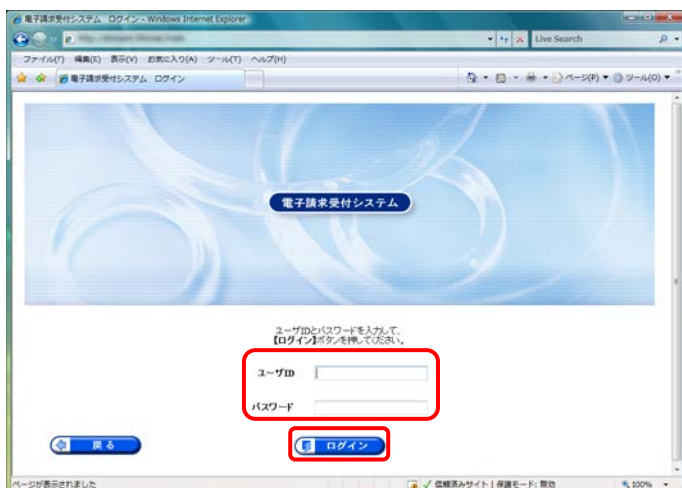 電子請求受付システム ログイン - Windows Internet Explorer
Live Search
ファイル(F) 編集(E) 表示(V) お気に入り(A) ツール(T) ヘルプ(H)
電子請求受付システム ログイン
ページ(P) ツール(O)
電子請求受付システム
ユーザIDとパスワードを入力して、
【ログイン】ボタンを押してください。
ユーザID
パスワード
戻る
ログイン
ページが表示されました
信頼済みサイト | 保護モード: 無効
100%